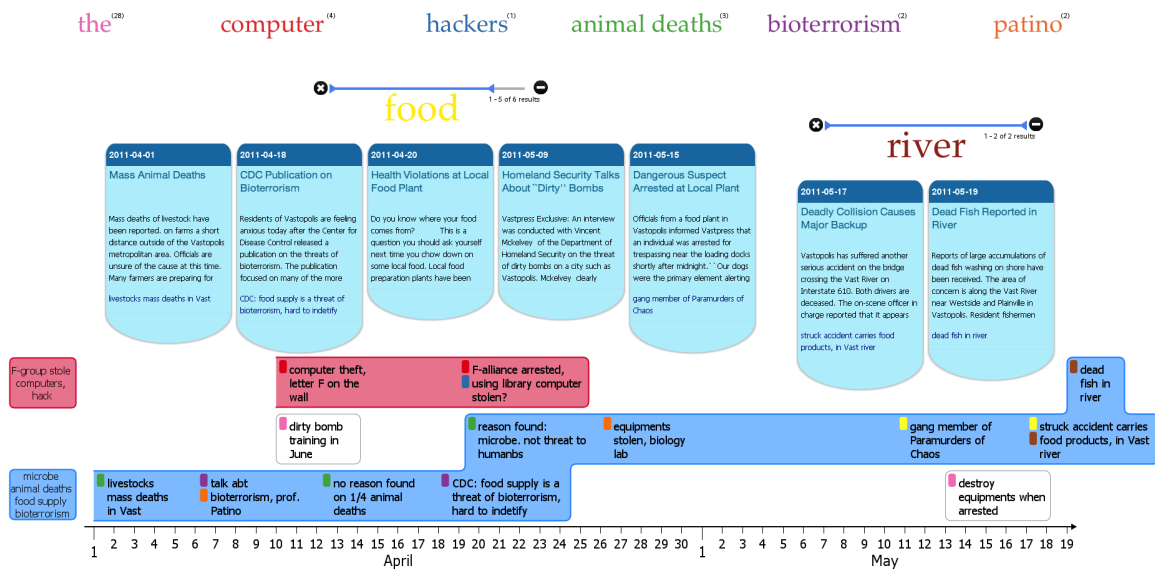 the(28)
computer(4)
hackers(1)
animal deaths(3)
bioterrorism(2)
patino(2)
1 - 5 of 6 results
food
1 - 2 of 2 results
river
2011-04-01
Mass Animal Deaths
Mass deaths of livestock have
been reported. on farms a short
distance outside of the Vastopolis
metropolitan area. Officials are
unsure of the cause at this time.
Many farmers are preparing for
livestocks mass deaths in Vast
2011-04-18
CDC Publication on
Bioterrorism
Residents of Vastopolis are feeling
anxious today after the Center for
Disease Control released a
publication on the threats of
bioterrorism. The publication
focused on many of the more
CDC: food supply is a threat of
bioterrorism, hard to indetify
2011-04-20
Health Violations at Local
Food Plant
Do you know where your food
comes from? This is a
question you should ask yourself
next time you chow down on
some local food. Local food
preparation plants have been
2011-05-09
Homeland Security Talks
About ``Dirty'' Bombs
Vastpress Exclusive: An interview
was conducted with Vincent
Mckelvey of the Department of
Homeland Security on the threat
of dirty bombs on a city such as
Vastopolis. Mckelvey clearly
2011-05-15
Dangerous Suspect
Arrested at Local Plant
Officials from a food plant in
Vastopolis informed Vastpress that
an individual was arrested for
trespassing near the loading docks
shortly after midnight.``Our dogs
were the primary element alerting
gang member of Paramurders of
Chaos
2011-05-17
Deadly Collision Causes
Major Backup
Vastopolis has suffered another
serious accident on the bridge
crossing the Vast River on
Interstate 610. Both drivers are
deceased. The on-scene officer in
charge reported that it appears
struck accident carries food
products, in Vast river
2011-05-19
Dead Fish Reported in
River
Reports of large accumulations of
dead fish washing on shore have
been received. The area of
concern is along the Vast River
near Westside and Plainville in
Vastopolis. Resident fishermen
dead fish in river
F-group stole
computers,
hack
computer theft,
letter F on the
wall
F-alliance arrested,
using library computer
stolen?
dead
fish in
river
dirty bomb
training in
June
reason found:
microbe. not threat to
humanbs
equipments
stolen, biology
lab
gang member of
Paramurders of
Chaos
struck accident carries
food products, in Vast
river
microbe
animal deaths
food supply
bioterrorism
livestocks
mass deaths
in Vast
talk abt
bioterrorism, prof.
Patino
no reason found
on 1/4 animal
deaths
CDC: food supply is a
threat of bioterrorism,
hard to indetify
destroy
equipments when
arrested
1 2 3 4 5 6 7 8 9 10 11 12 13 14 15 16 17 18 19 20 21 22 23 24 25 26 27 28 29 30 1 2 3 4 5 6 7 8 9 10 11 12 13 14 15 16 17 18 19
April
May